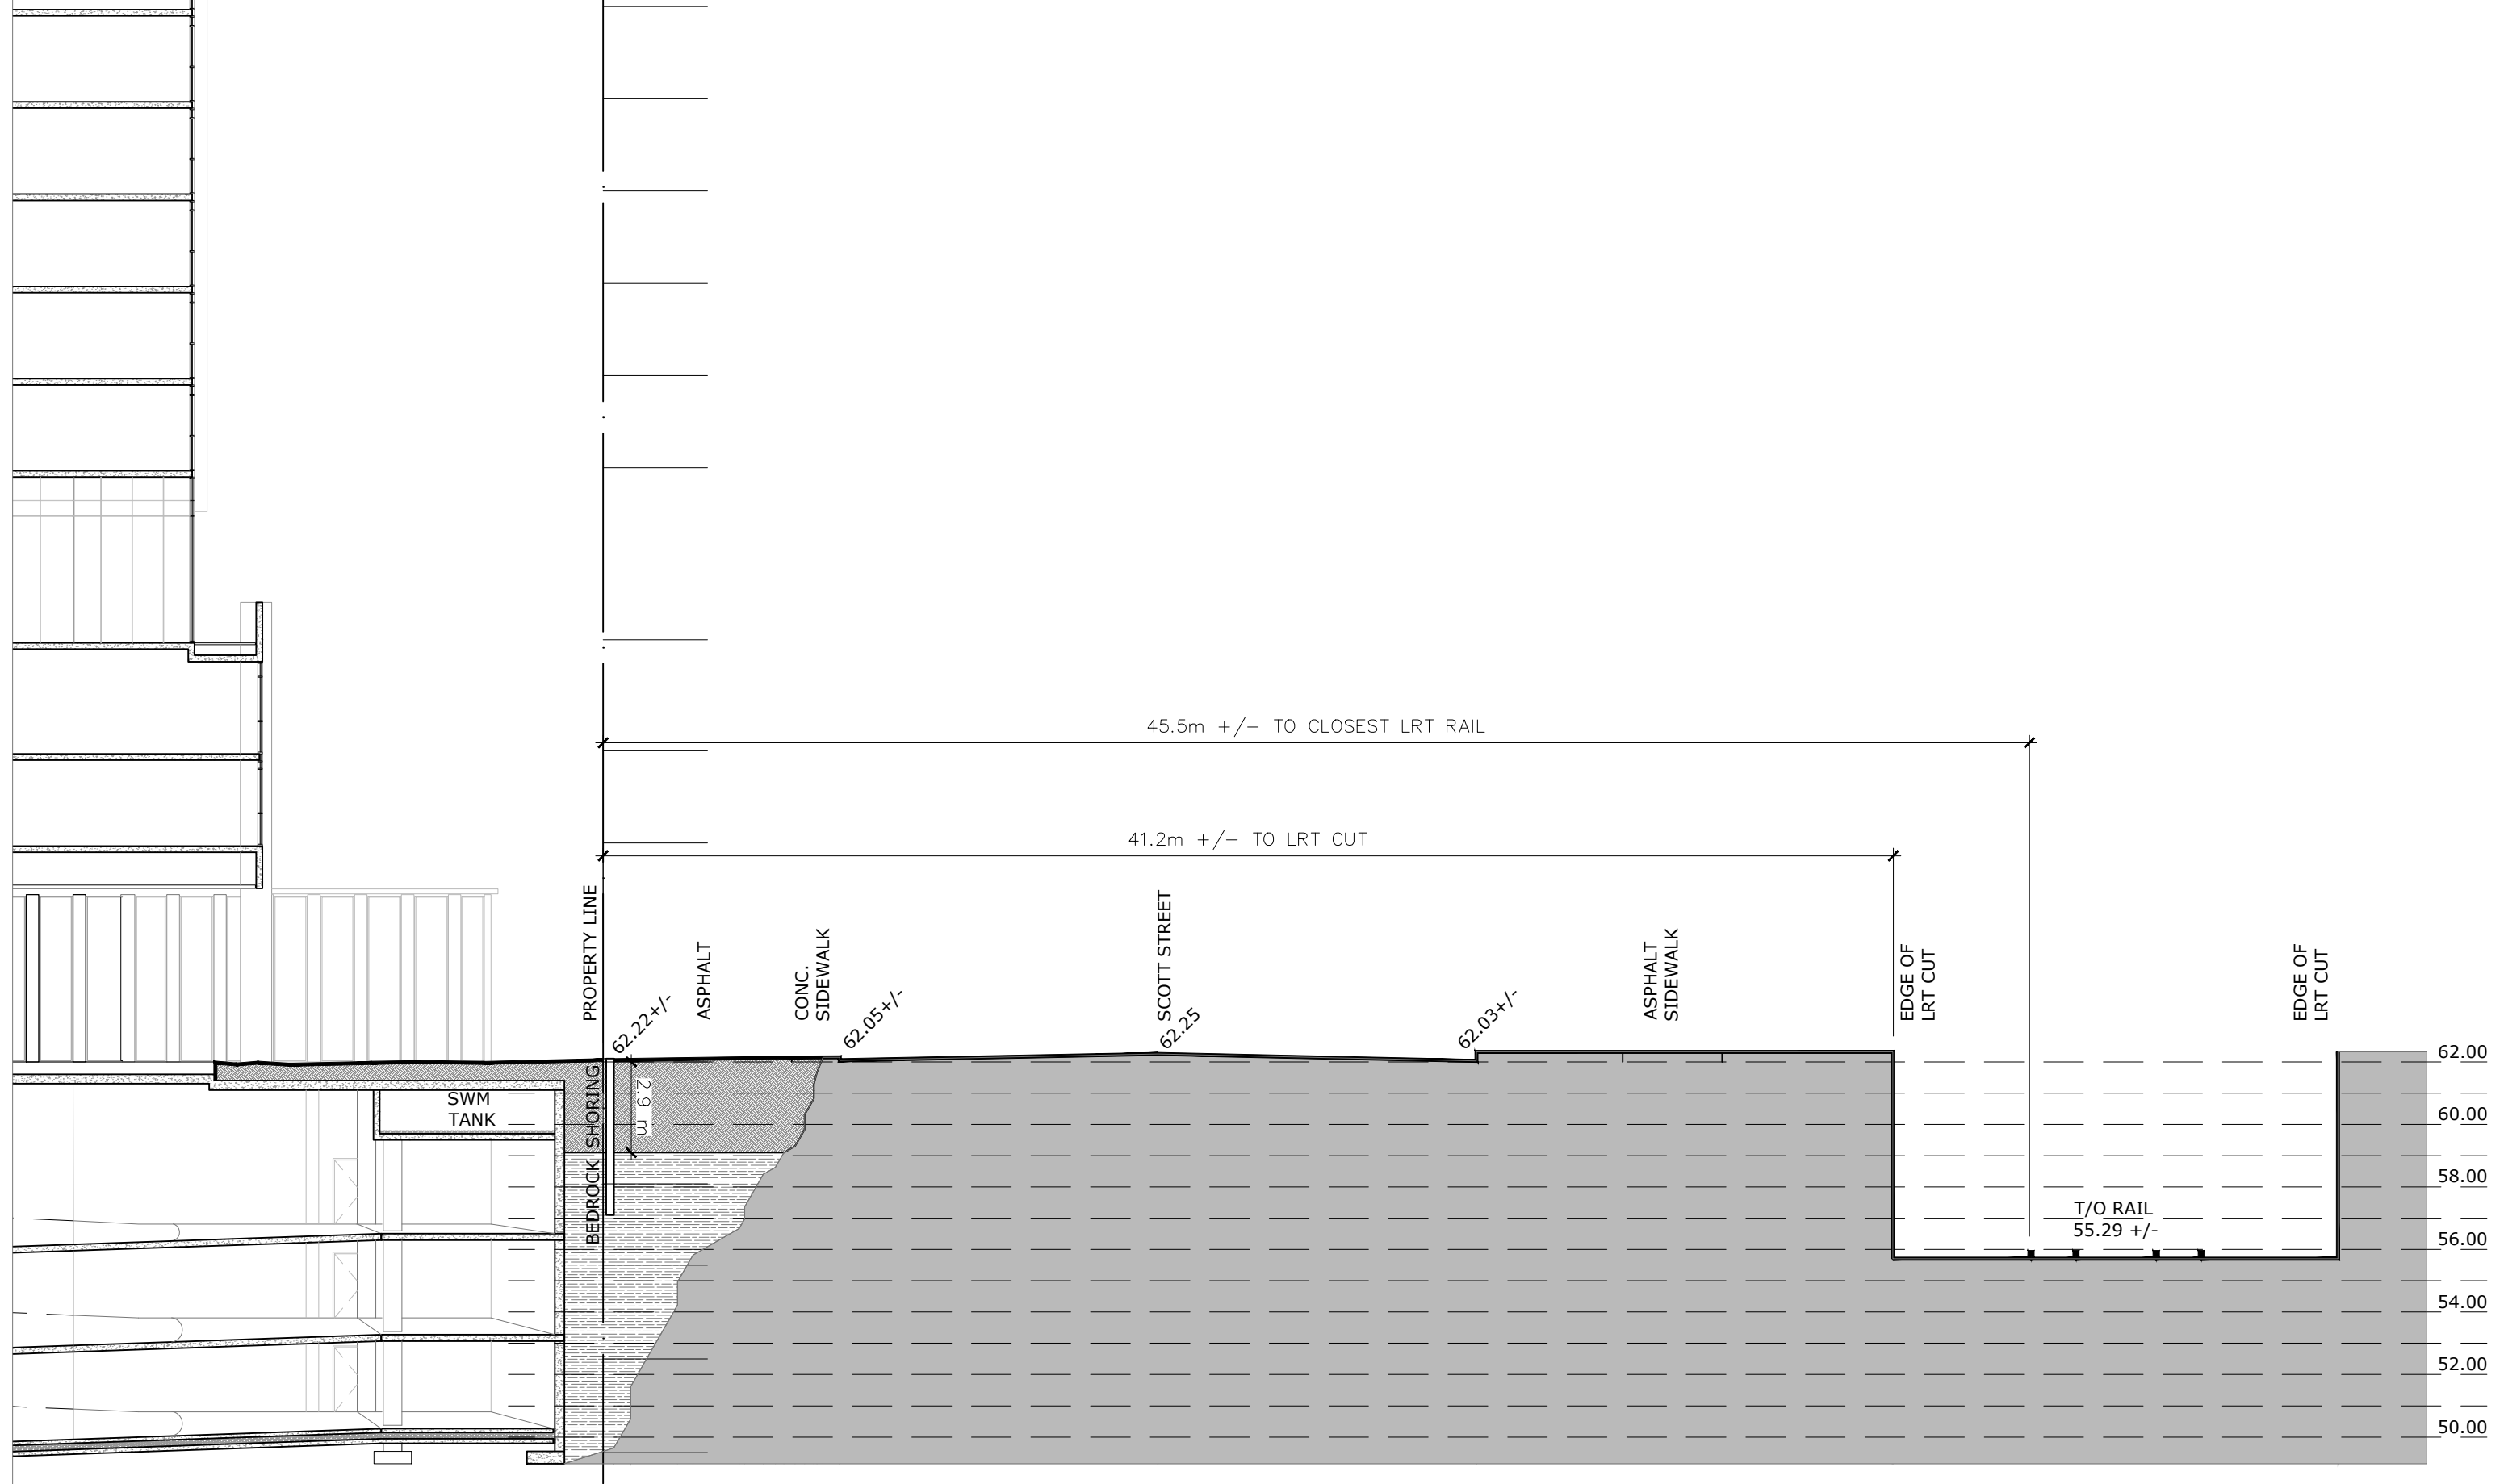 45.5m +/- TO CLOSEST LRT RAIL
41.2m +/- TO LRT CUT
PROPERTY LINE
ASPHALT
CONC.
SIDEWALK
SCOTT STREET
ASPHALT
SIDEWALK
EDGE OF
LRT CUT
EDGE OF
LRT CUT
62.22+/-
62.05+/-
62.25
62.03+/-
SWM
TANK
BEDROCK SHORING
2.9 m
T/O RAIL
55.29 +/-
62.00
60.00
58.00
56.00
54.00
52.00
50.00